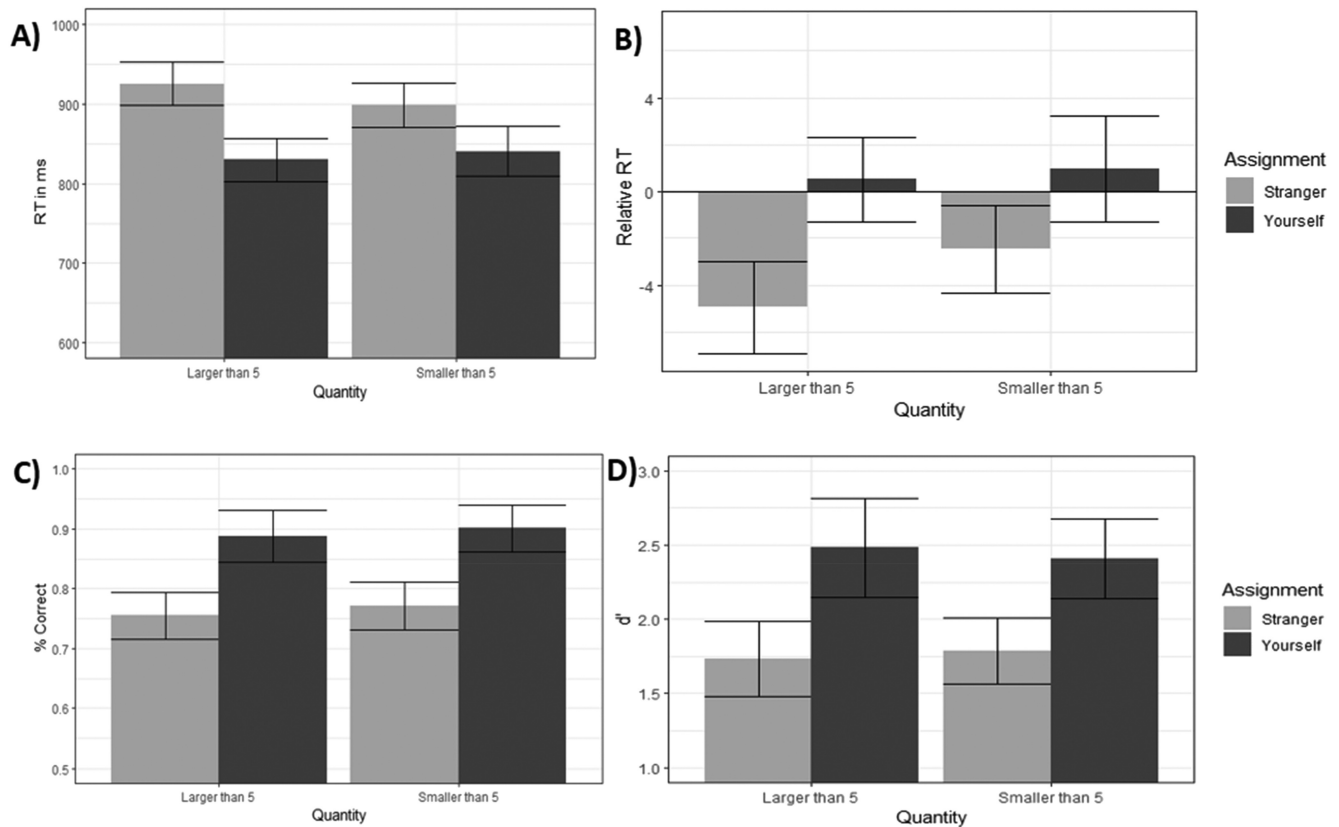 A)
1000
900
800
700
600
RT in ms
Larger than 5
Smaller than 5
Quantity
B)
4
0
-4
Relative RT
Larger than 5
Smaller than 5
Quantity
Assignment
Stranger
Yourself
C)
1.0
0.9
0.8
0.7
0.6
0.5
% Correct
Larger than 5
Smaller than 5
Quantity
D)
3.0
2.5
2.0
1.5
1.0
d'
Larger than 5
Smaller than 5
Quantity
Assignment
Stranger
Yourself